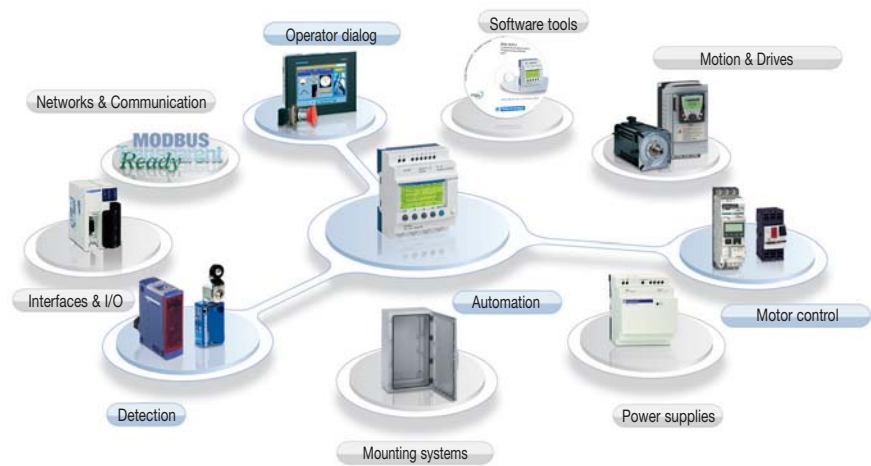 Operator dialog
Software tools
Motion & Drives
Networks & Communication
MODBUS
Transparent
Ready
Interfaces & I/O
Automation
Motor control
Detection
Power supplies
Mounting systems